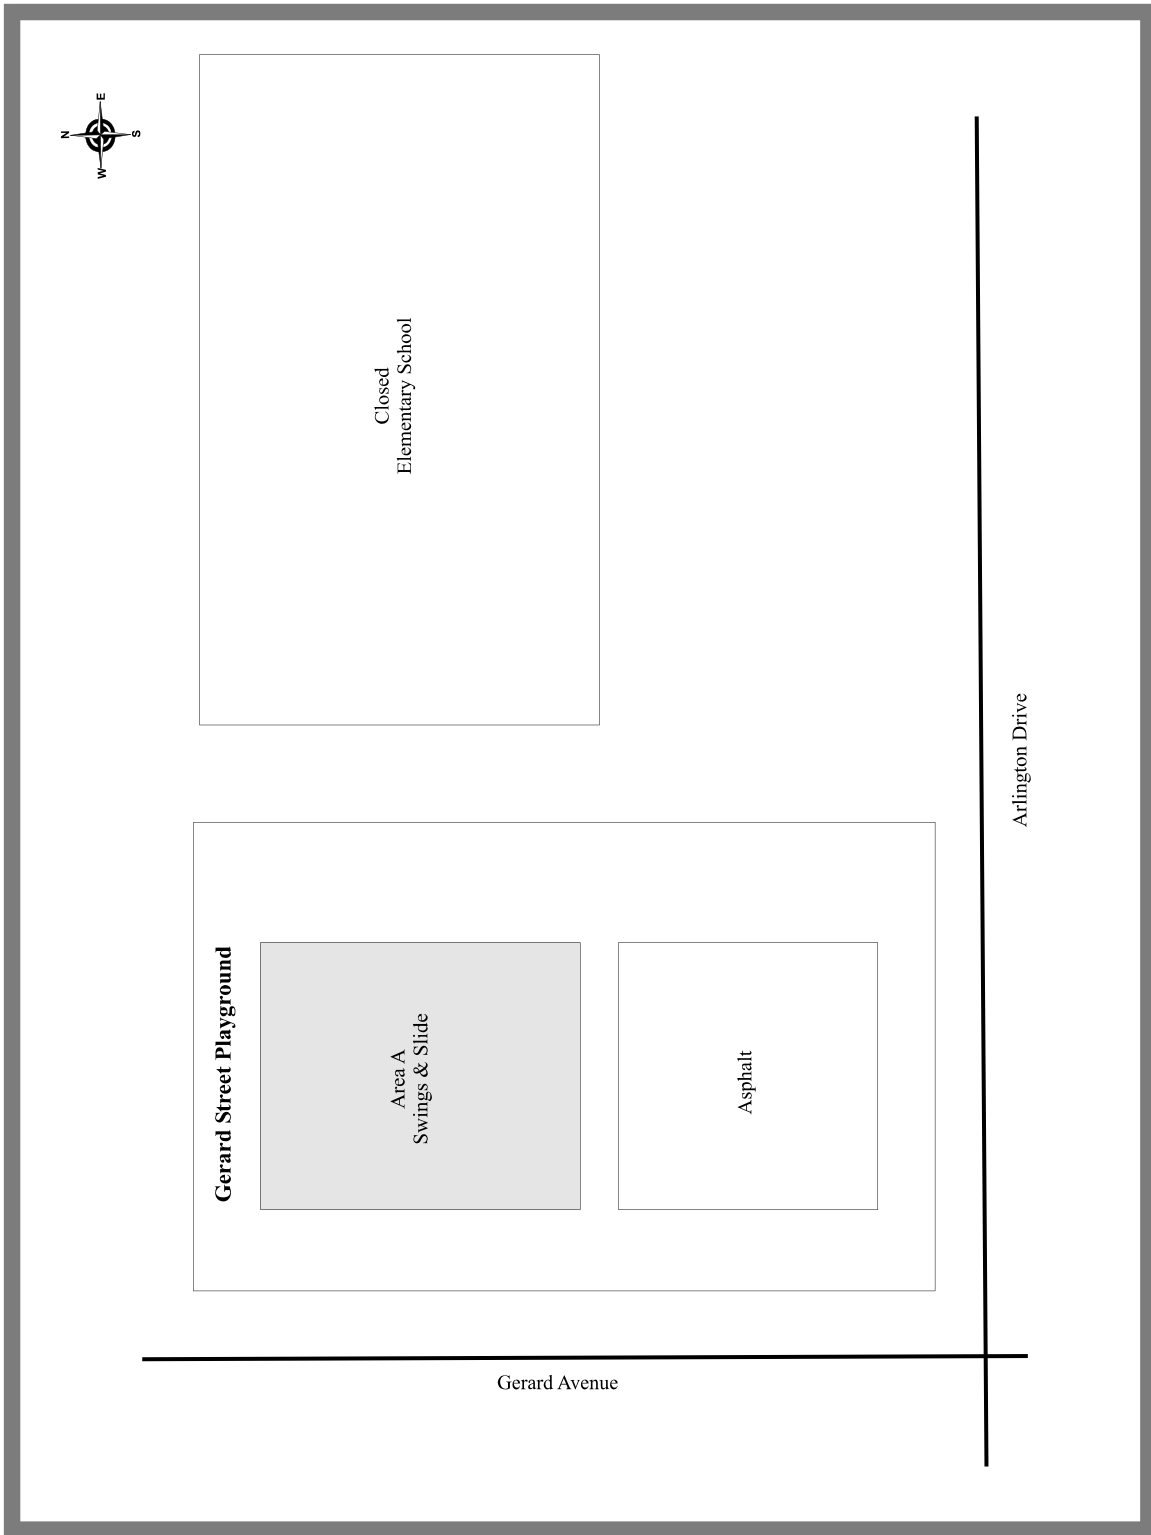 N
E
S
W
Closed
Elementary School
Gerard Street Playground
Area A
Swings & Slide
Asphalt
Arlington Drive
Gerard Avenue